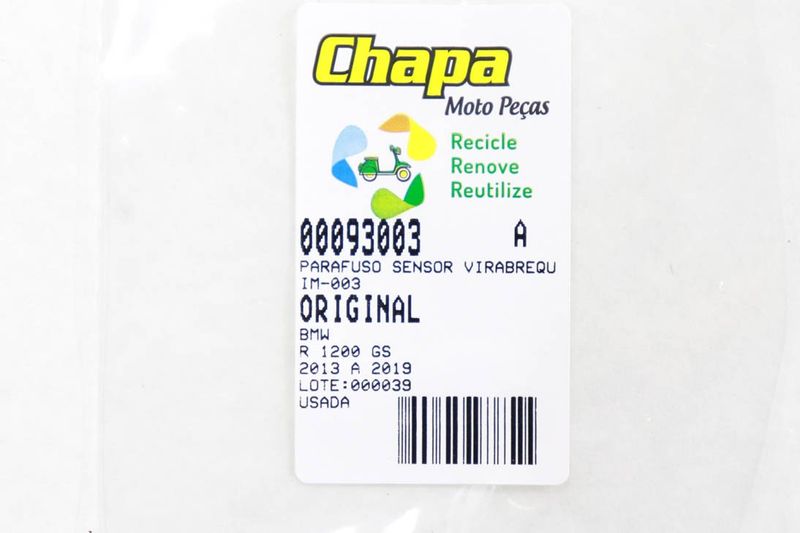 Chapa
Moto Peças
Recicle
Renove
Reutilize
00093003 A
PARAFUSO SENSOR VIRABREQU
IM-003
ORIGINAL
BMW
R 1200 GS
2013 A 2019
LOTE:000039
USADA